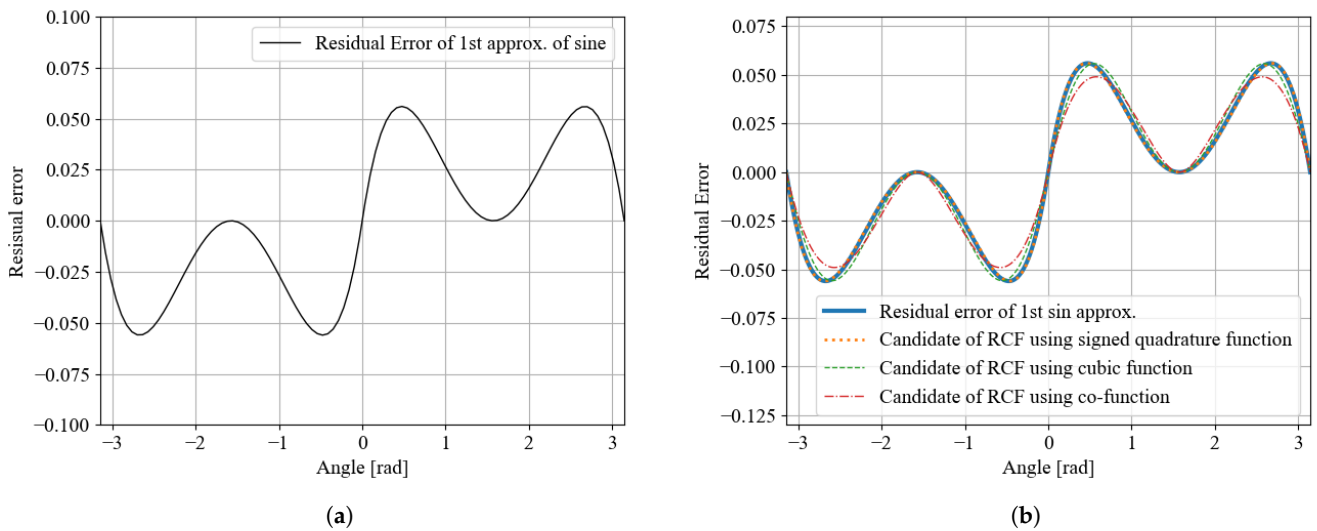 0.100
0.075
0.050
0.025
0.000
−0.025
−0.050
−0.075
−0.100
Resisual error
Residual Error of 1st approx. of sine
−3 −2 −1 0 1 2 3
Angle [rad]
(a)
0.075
0.050
0.025
0.000
−0.025
−0.050
−0.075
−0.100
−0.125
Residual Error
Residual error of 1st sin approx.
Candidate of RCF using signed quadrature function
Candidate of RCF using cubic function
Candidate of RCF using co-function
−3 −2 −1 0 1 2 3
Angle [rad]
(b)